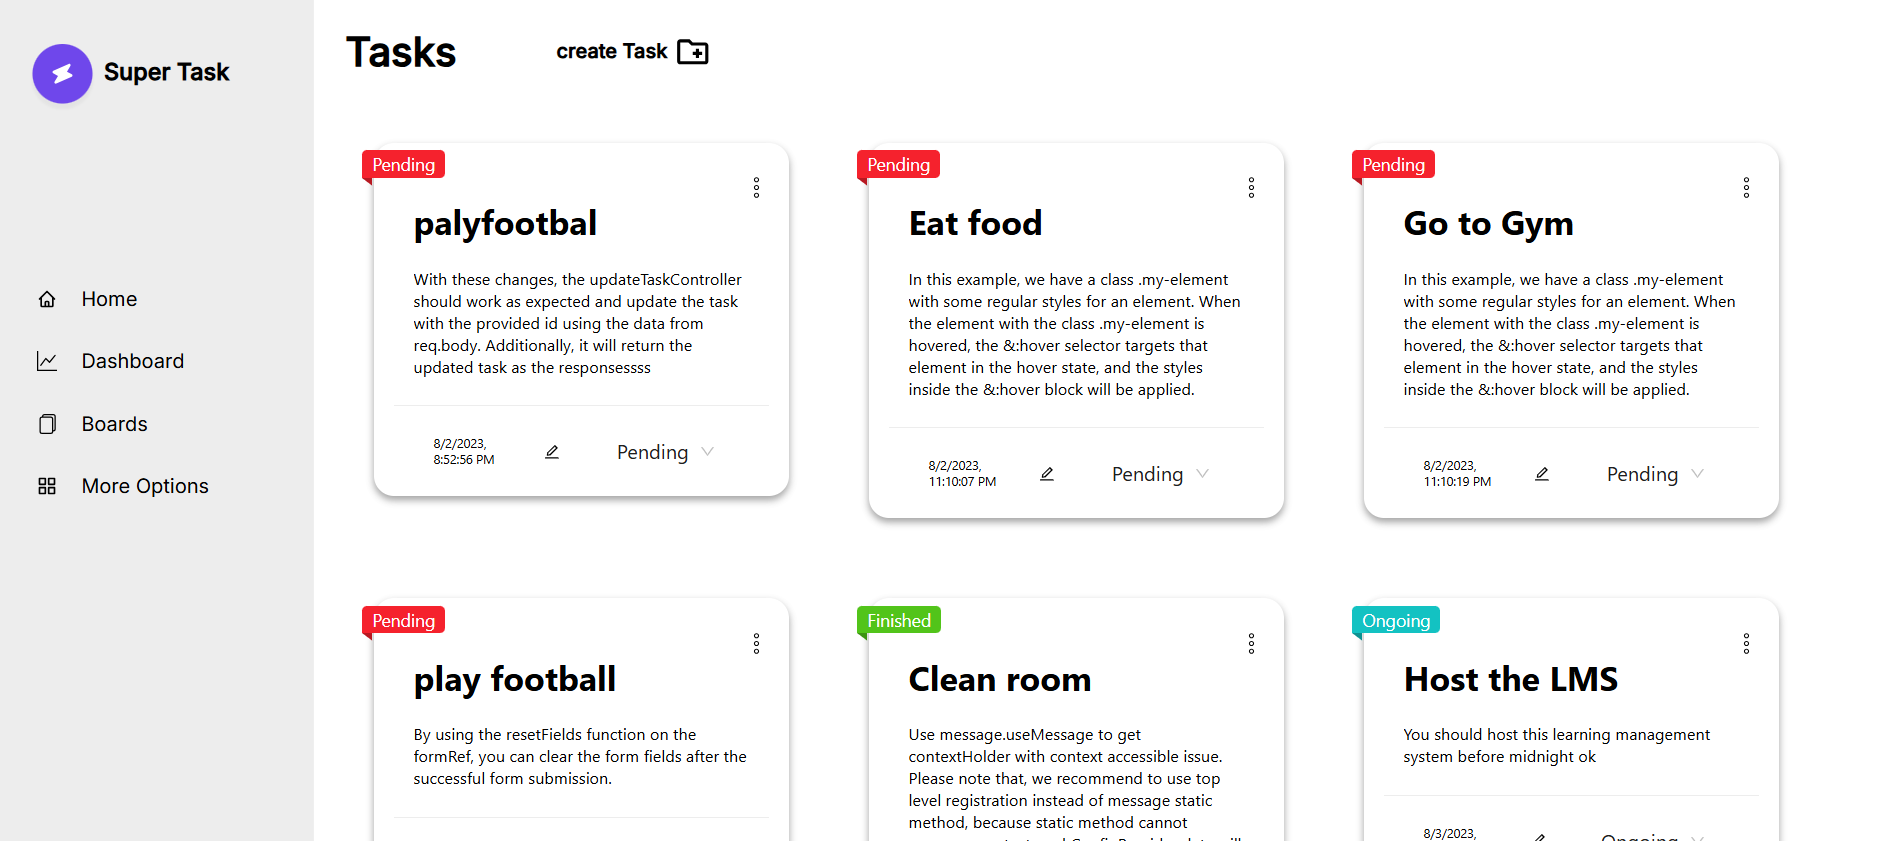 Super Task
Home
Dashboard
Boards
More Options
Tasks
create Task
Pending
palyfootbal
With these changes, the updateTaskController
should work as expected and update the task
with the provided id using the data from
req.body. Additionally, it will return the
updated task as the responsessss
8/2/2023,
8:52:56 PM
Pending
Pending
Eat food
In this example, we have a class .my-element
with some regular styles for an element. When
the element with the class .my-element is
hovered, the &:hover selector targets that
element in the hover state, and the styles
inside the &:hover block will be applied.
8/2/2023,
11:10:07 PM
Pending
Pending
Go to Gym
In this example, we have a class .my-element
with some regular styles for an element. When
the element with the class .my-element is
hovered, the &:hover selector targets that
element in the hover state, and the styles
inside the &:hover block will be applied.
8/2/2023,
11:10:19 PM
Pending
Pending
play football
By using the resetFields function on the
formRef, you can clear the form fields after the
successful form submission.
Finished
Clean room
Use message.useMessage to get
contextHolder with context accessible issue.
Please note that, we recommend to use top
level registration instead of message static
method, because static method cannot
Ongoing
Host the LMS
You should host this learning management
system before midnight ok
8/3/2023,
Ongoing